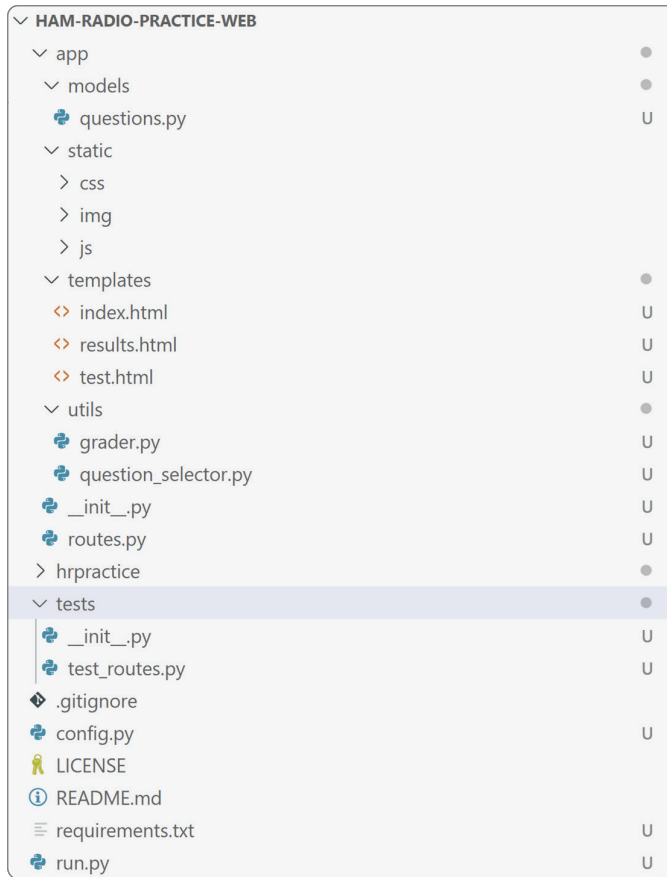 HAM-RADIO-PRACTICE-WEB
app
models
questions.py U
static
css
img
js
templates
index.html U
results.html U
test.html U
utils
grader.py U
question_selector.py U
__init__.py U
routes.py U
hrpractice
tests
__init__.py U
test_routes.py U
.gitignore
config.py U
LICENSE
README.md
requirements.txt U
run.py U